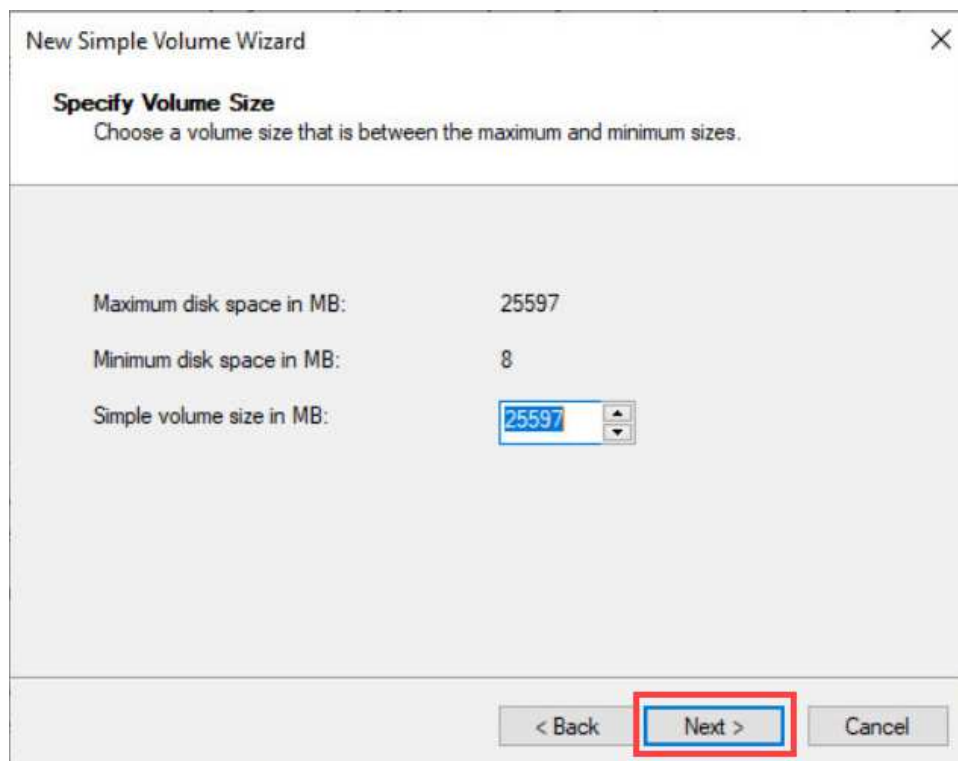 New Simple Volume Wizard
Specify Volume Size
Choose a volume size that is between the maximum and minimum sizes.
Maximum disk space in MB: 25597
Minimum disk space in MB: 8
Simple volume size in MB: 25597
< Back Next > Cancel